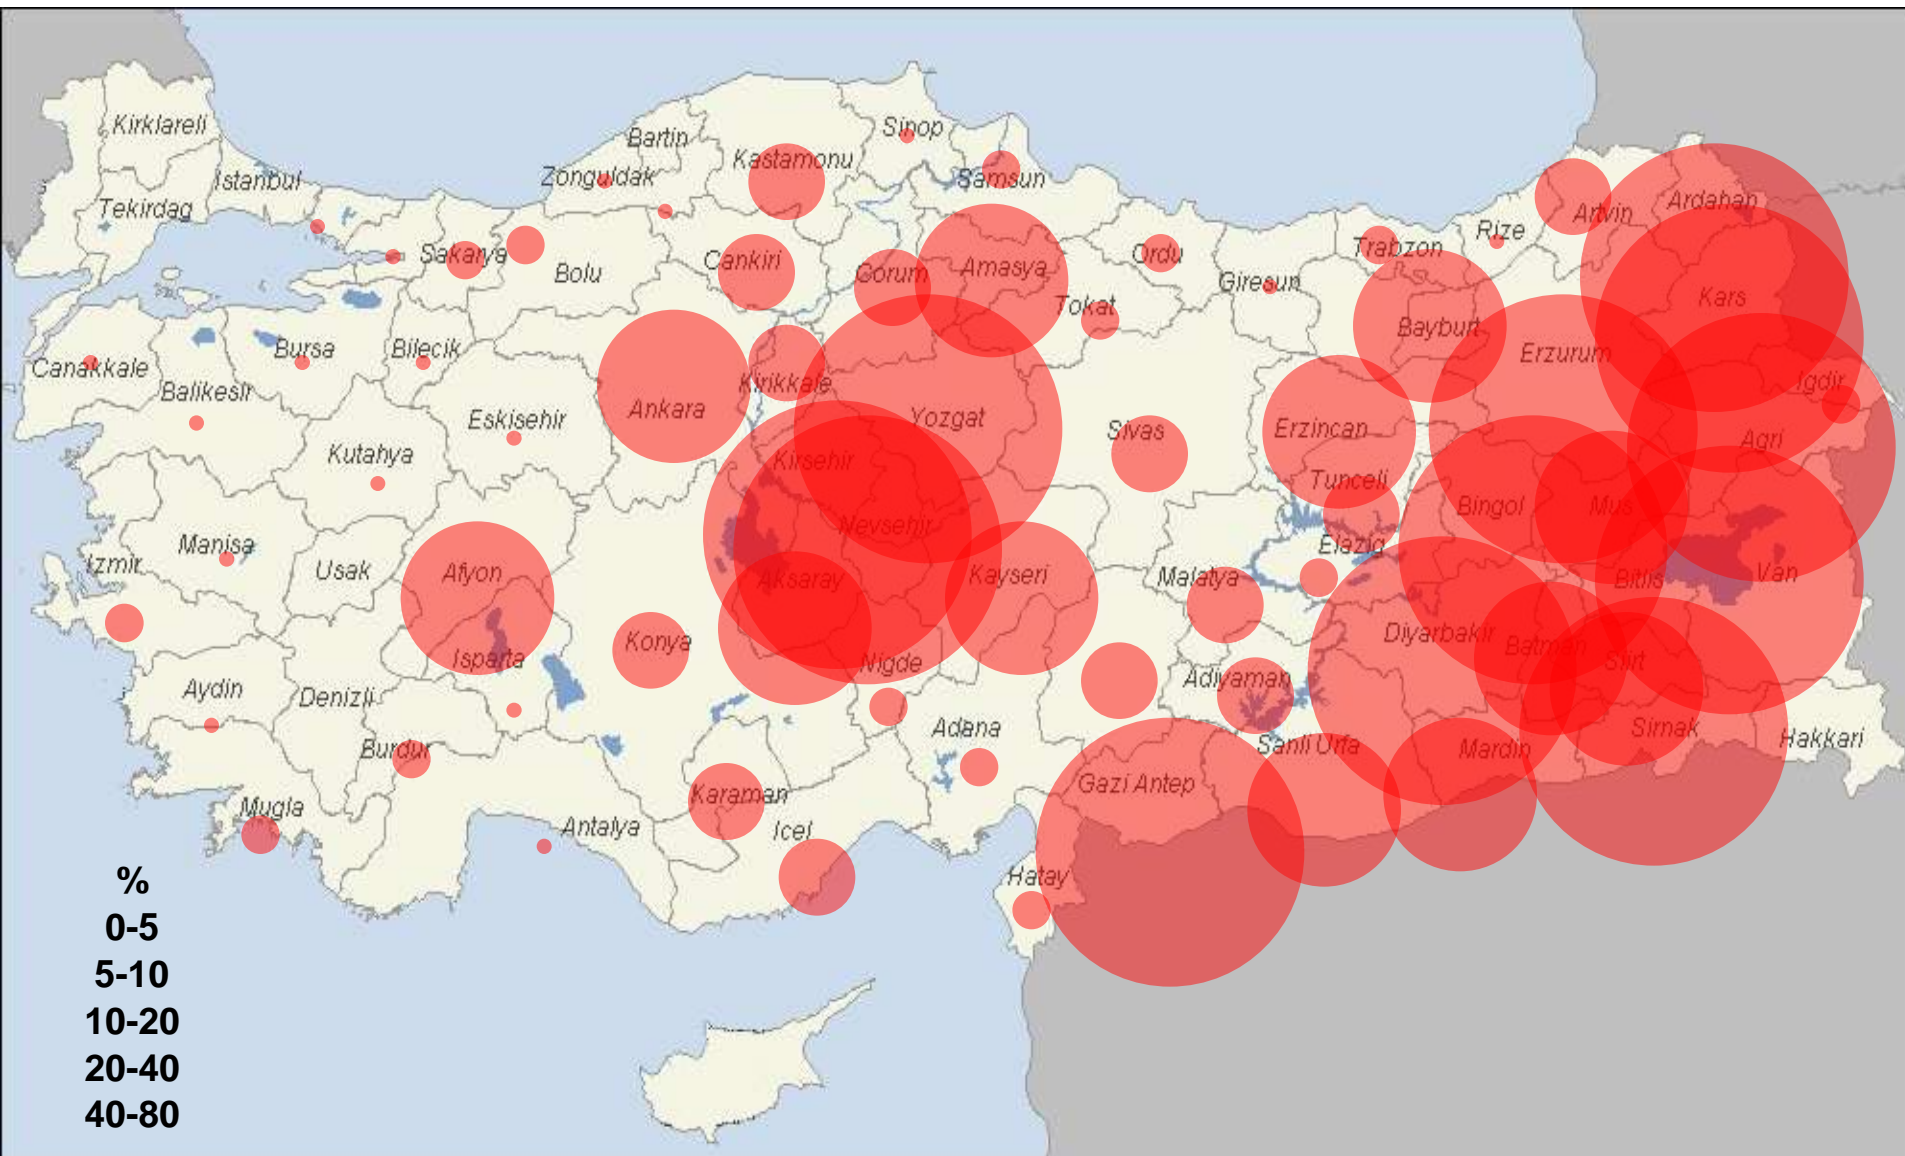 Kirklareli
Tekirdag
Istanbul
Bartin
Zonguldak
Kastamonu
Sinop
Samsun
Sakarya
Bolu
Cankiri
Corum
Amasya
Tokat
Ordu
Giresun
Trabzon
Rize
Artvin
Ardahan
Kars
Bayburt
Erzurum
Igdir
Agri
Canakkale
Balikesir
Bursa
Bilecik
Eskisehir
Kutahya
Ankara
Kirikkale
Yozgat
Kirsehir
Sivas
Erzincan
Tunceli
Bingol
Mus
Nevsehir
Izmir
Manisa
Usak
Afyon
Aksaray
Kayseri
Malatya
Elazig
Bitlis
Van
Konya
Isparta
Nigde
Diyarbakir
Batman
Siirt
Aydin
Denizli
Burdur
Adana
Adiyaman
Sanli Urfa
Mardin
Sirnak
Hakkari
Mugla
Antalya
Karaman
Icel
Gazi Antep
Hatay
%
0-5
5-10
10-20
20-40
40-80